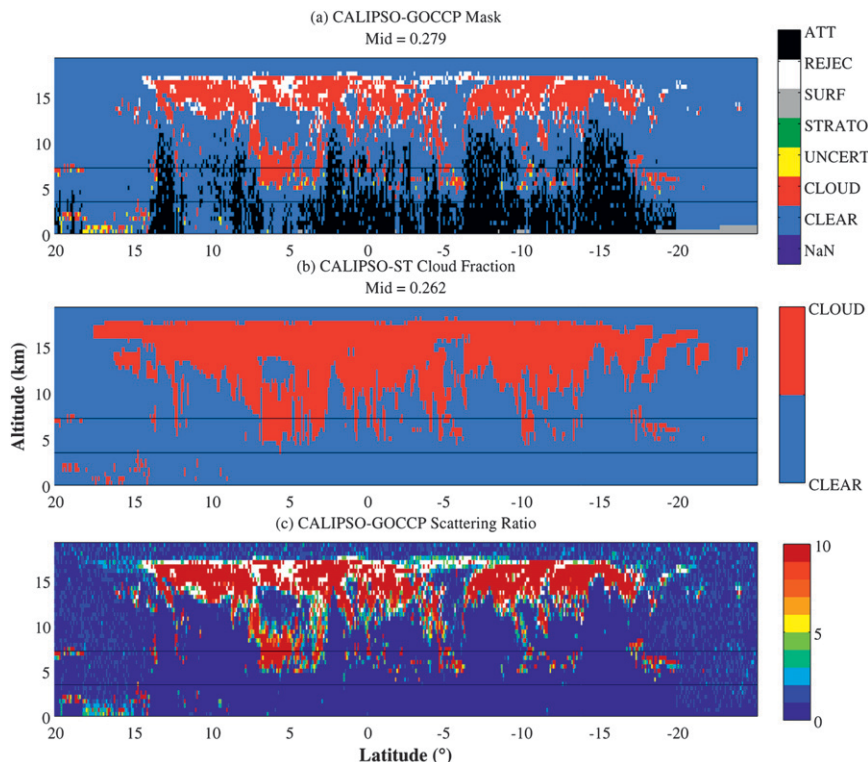 (a) CALIPSO-GOCCP Mask
Mid = 0.279
15
10
5
0
20 15 10 5 0 -5 -10 -15 -20
ATT
REJEC
SURF
STRATO
UNCERT
CLOUD
CLEAR
NaN
(b) CALIPSO-ST Cloud Fraction
Mid = 0.262
Altitude (km)
15
10
5
0
20 15 10 5 0 -5 -10 -15 -20
CLOUD
CLEAR
(c) CALIPSO-GOCCP Scattering Ratio
15
10
5
0
20 15 10 5 0 -5 -10 -15 -20
10
5
0
Latitude (°)